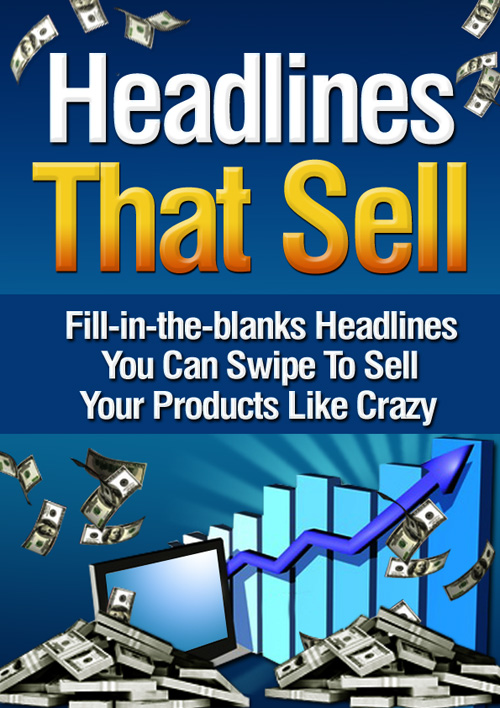 Headlines
That Sell
Fill-in-the-blanks Headlines
You Can Swipe To Sell
Your Products Like Crazy